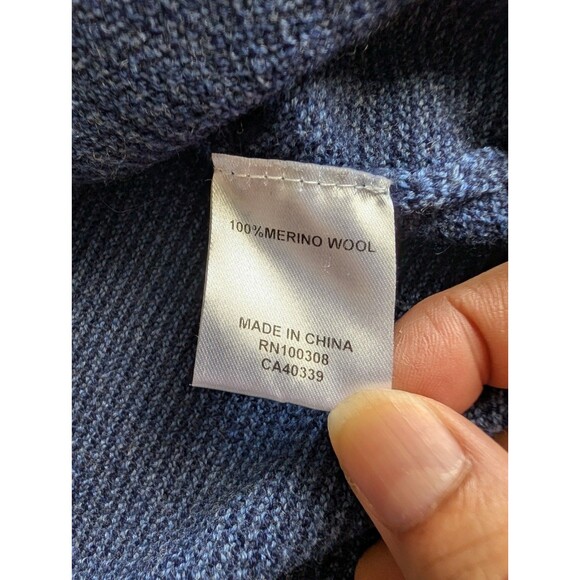 100%MERINO WOOL
MADE IN CHINA
RN100308
CA40339